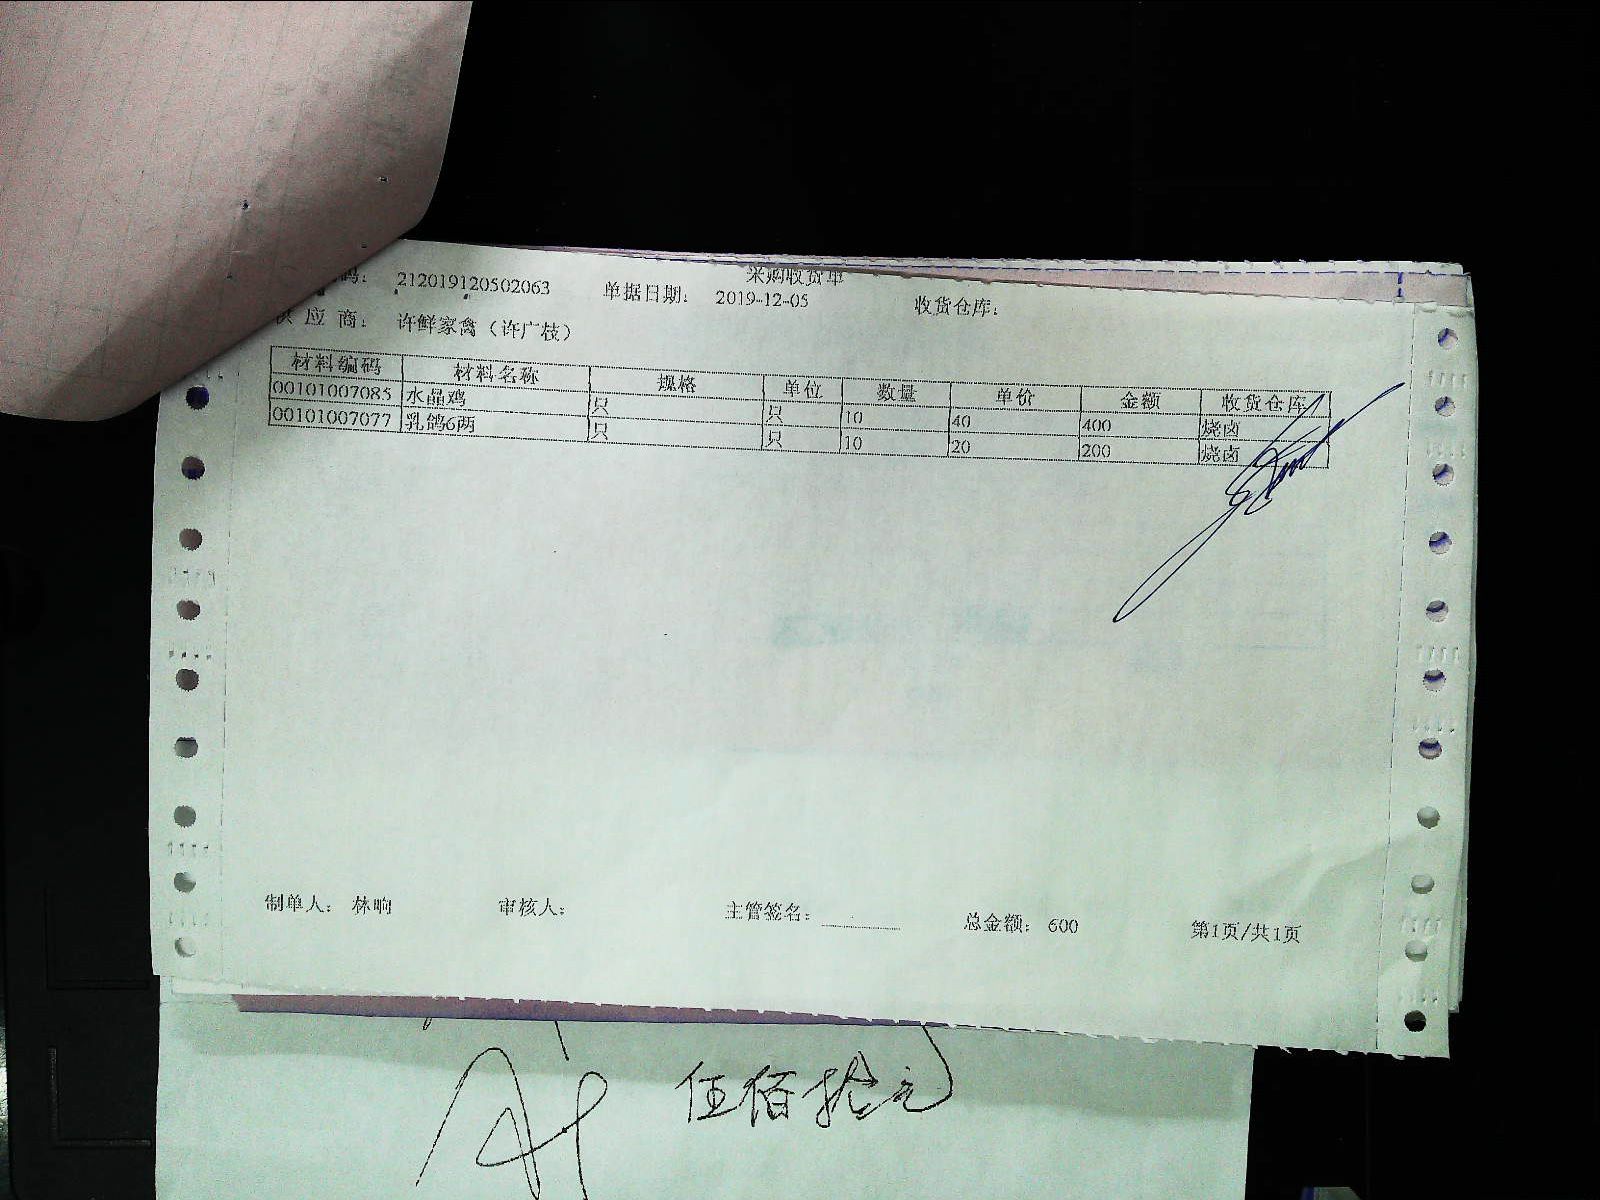 采购收货单
码： 212019120502063 单据日期： 2019-12-05 收货仓库：
供 应 商： 许鲜家禽（许广枝）
材料编码 材料名称 规格 单位 数量 单价 金额 收货仓库
00101007085 水晶鸡 只 只 10 40 400 烧卤
00101007077 乳鸽6两 只 只 10 20 200 烧卤
制单人： 林响 审核人： 主管签名： 总金额： 600 第1页/共1页
伍佰拾元